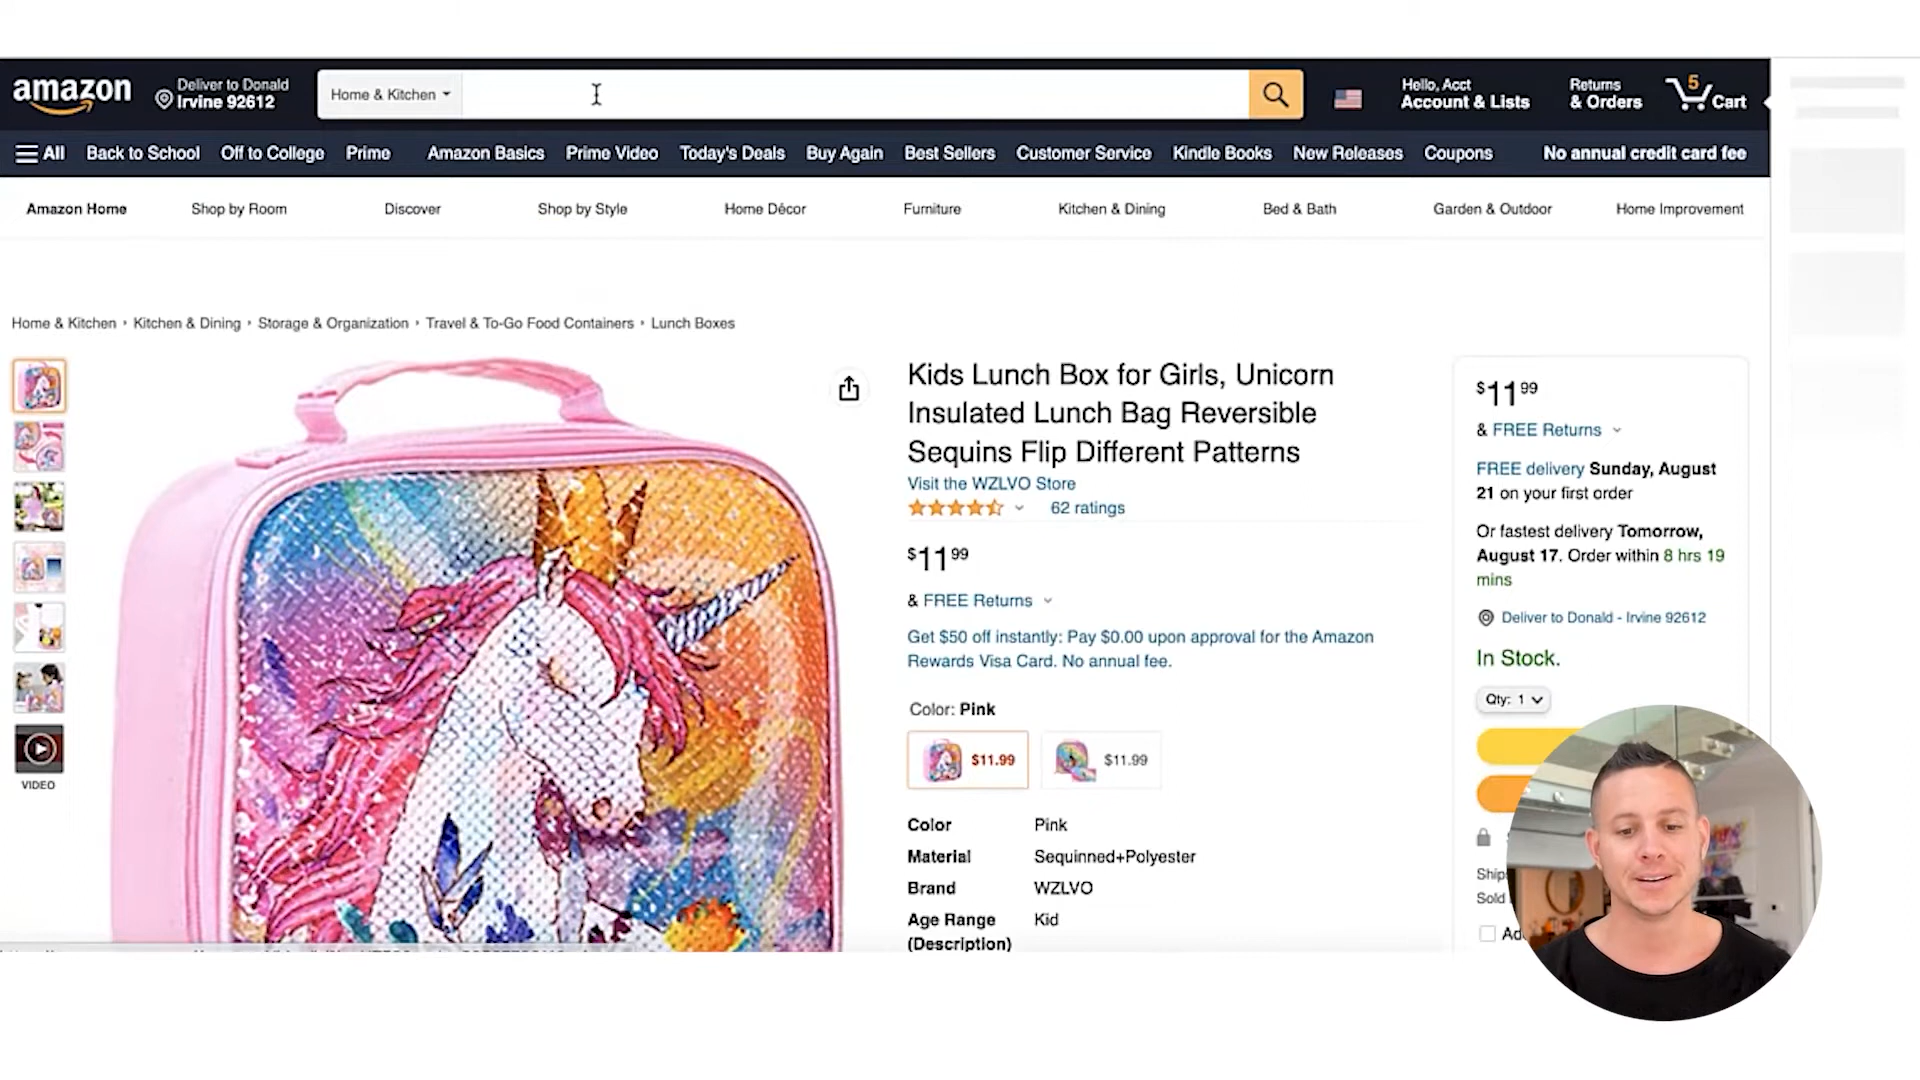 amazon
Deliver to Donald
Irvine 92612
Home & Kitchen
Hello, Acct
Account & Lists
Returns
& Orders
5
Cart
All
Back to School
Off to College
Prime
Amazon Basics
Prime Video
Today's Deals
Buy Again
Best Sellers
Customer Service
Kindle Books
New Releases
Coupons
No annual credit card fee
Amazon Home
Shop by Room
Discover
Shop by Style
Home Décor
Furniture
Kitchen & Dining
Bed & Bath
Garden & Outdoor
Home Improvement
Home & Kitchen › Kitchen & Dining › Storage & Organization › Travel & To-Go Food Containers › Lunch Boxes
VIDEO
Kids Lunch Box for Girls, Unicorn
Insulated Lunch Bag Reversible
Sequins Flip Different Patterns
Visit the WZLVO Store
62 ratings
$11 99
& FREE Returns
Get $50 off instantly: Pay $0.00 upon approval for the Amazon
Rewards Visa Card. No annual fee.
Color: Pink
$11.99
$11.99
Color Pink
Material Sequinned+Polyester
Brand WZLVO
Age Range Kid
(Description)
$11 99
& FREE Returns
FREE delivery Sunday, August
21 on your first order
Or fastest delivery Tomorrow,
August 17. Order within 8 hrs 19
mins
Deliver to Donald - Irvine 92612
In Stock.
Qty: 1
Ship
Sold